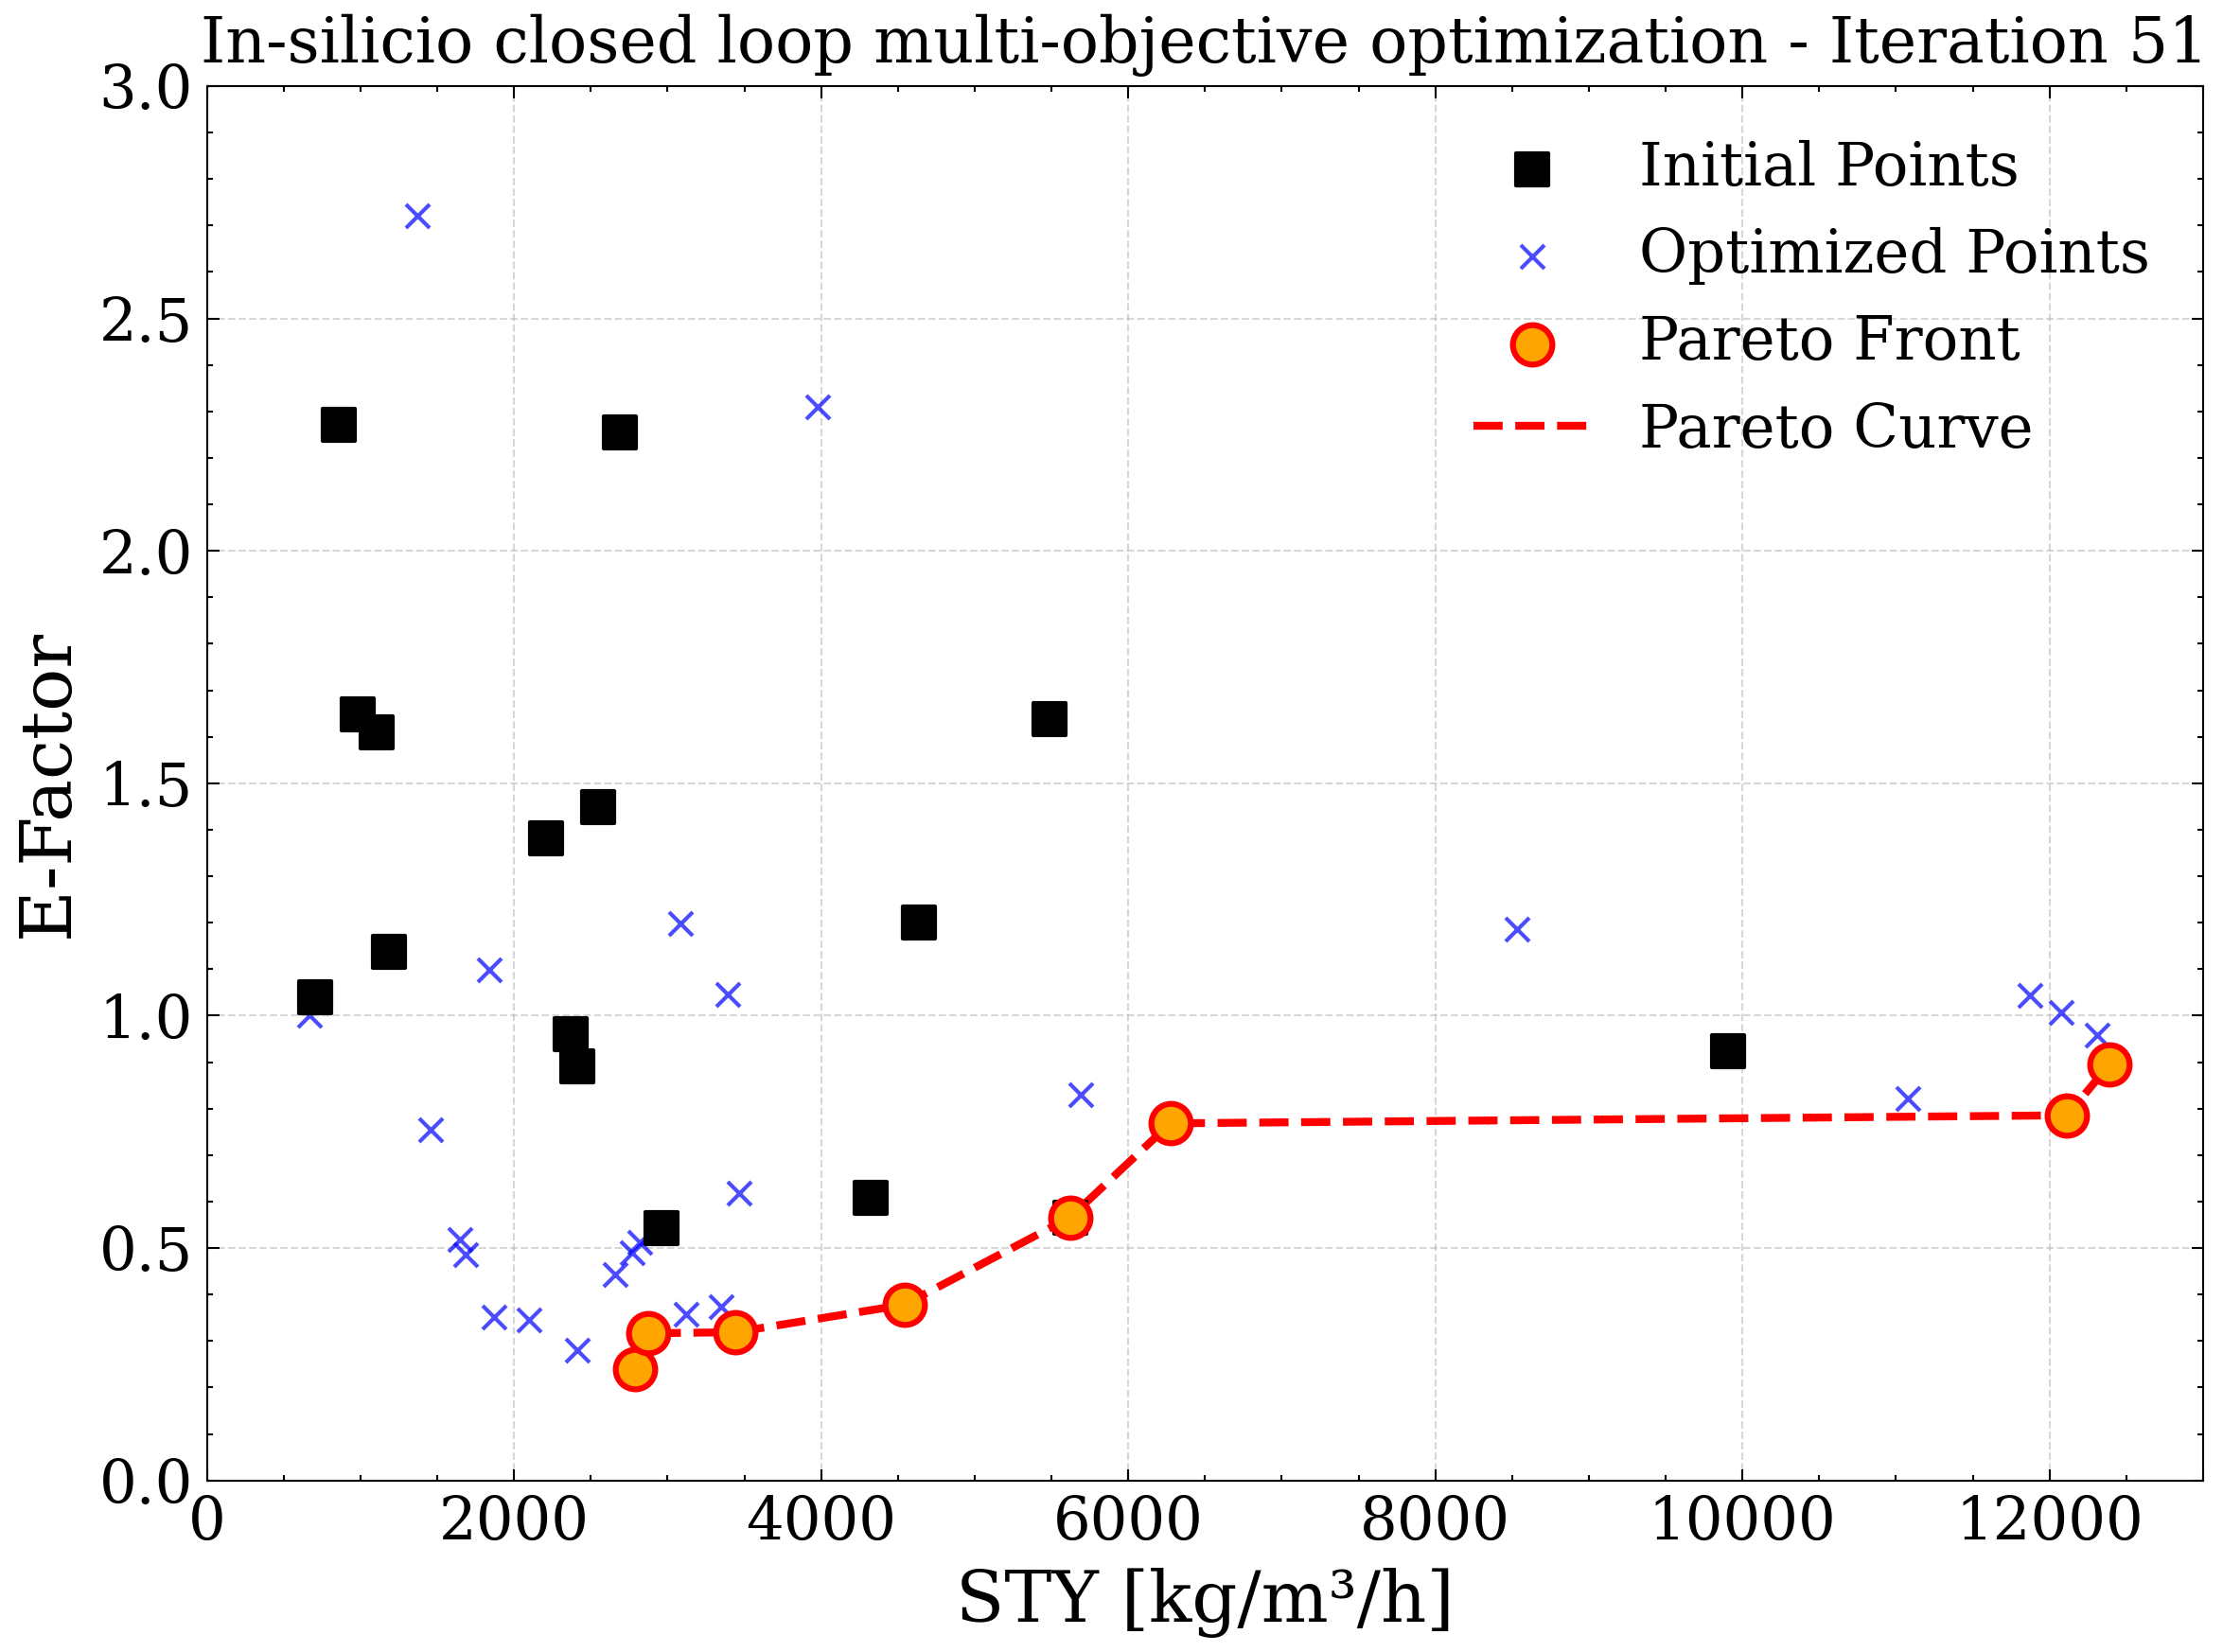 In-silicio closed loop multi-objective optimization - Iteration 51
3.0
2.5
2.0
1.5
1.0
0.5
0.0
E-Factor
Initial Points
Optimized Points
Pareto Front
Pareto Curve
0 2000 4000 6000 8000 10000 12000
STY [kg/m³/h]